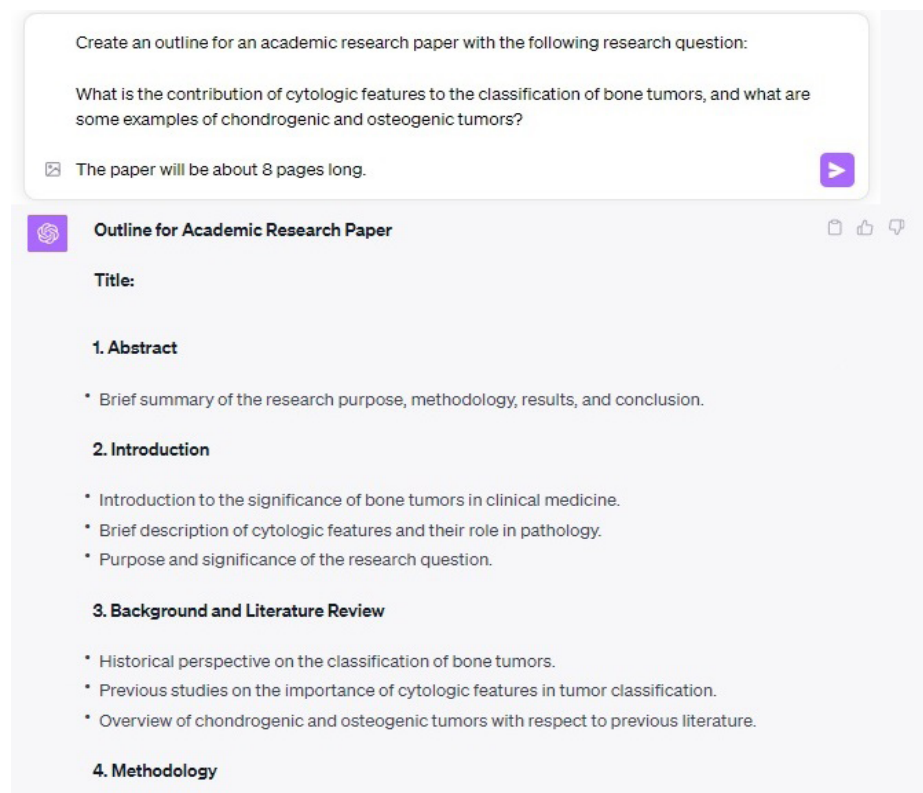 Create an outline for an academic research paper with the following research question:
What is the contribution of cytologic features to the classification of bone tumors, and what are
some examples of chondrogenic and osteogenic tumors?
The paper will be about 8 pages long.
Outline for Academic Research Paper
Title:
1. Abstract
• Brief summary of the research purpose, methodology, results, and conclusion.
2. Introduction
• Introduction to the significance of bone tumors in clinical medicine.
• Brief description of cytologic features and their role in pathology.
• Purpose and significance of the research question.
3. Background and Literature Review
• Historical perspective on the classification of bone tumors.
• Previous studies on the importance of cytologic features in tumor classification.
• Overview of chondrogenic and osteogenic tumors with respect to previous literature.
4. Methodology